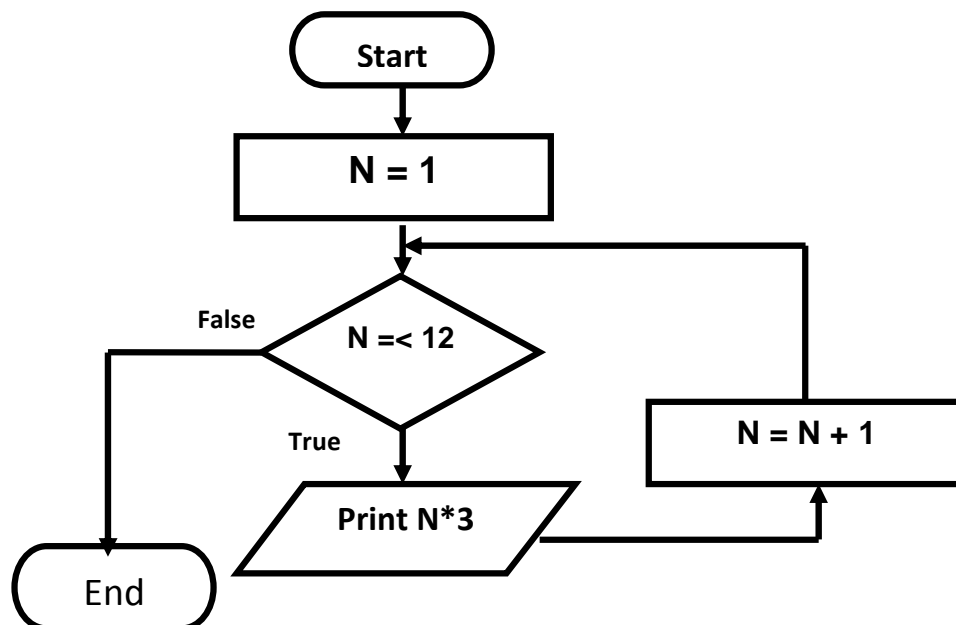 Start
N = 1
False
N =< 12
True
N = N + 1
Print N*3
End